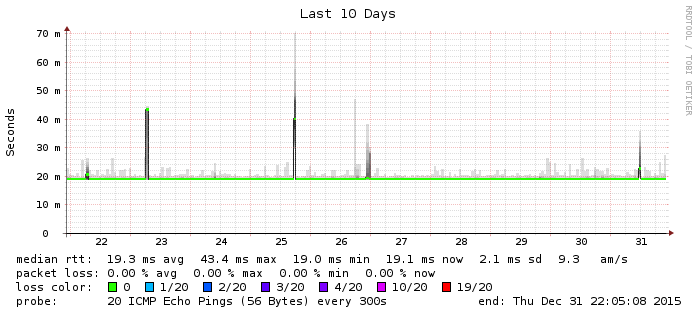 Last 10 Days
RRDTOOL / TOBI OETIKER
Seconds
70 m
60 m
50 m
40 m
30 m
20 m
10 m
0
22 23 24 25 26 27 28 29 30 31
median rtt: 19.3 ms avg 43.4 ms max 19.0 ms min 19.1 ms now 2.1 ms sd 9.3 am/s
packet loss: 0.00 % avg 0.00 % max 0.00 % min 0.00 % now
loss color: 0 1/20 2/20 3/20 4/20 10/20 19/20
probe: 20 ICMP Echo Pings (56 Bytes) every 300s end: Thu Dec 31 22:05:08 2015